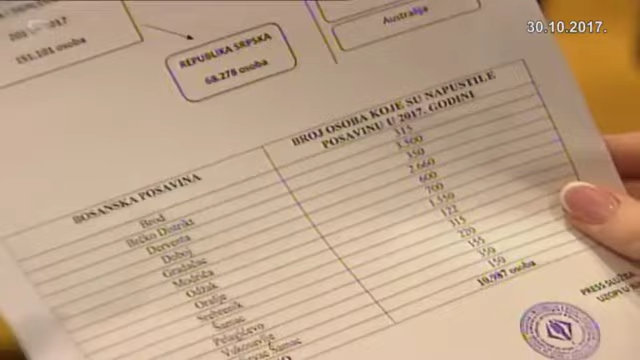 30.10.2017.
151.101 osoba
REPUBLIKA SRPSKA
68.278 osoba
Australija
BOSANSKA POSAVINA
BROJ OSOBA KOJE SU NAPUSTILE
POSAVINU U 2017. GODINI
Brod 315
Brčko Distrikt 3.500
Derventa 350
Doboj 2.660
Gradačac 600
Modriča 700
Odžak 1.550
Orašje 122
Srebrenik 315
Šamac 220
Pelagićevo 155
Vukosavlje 350
Šamac 150
10.987 osoba
PRESS